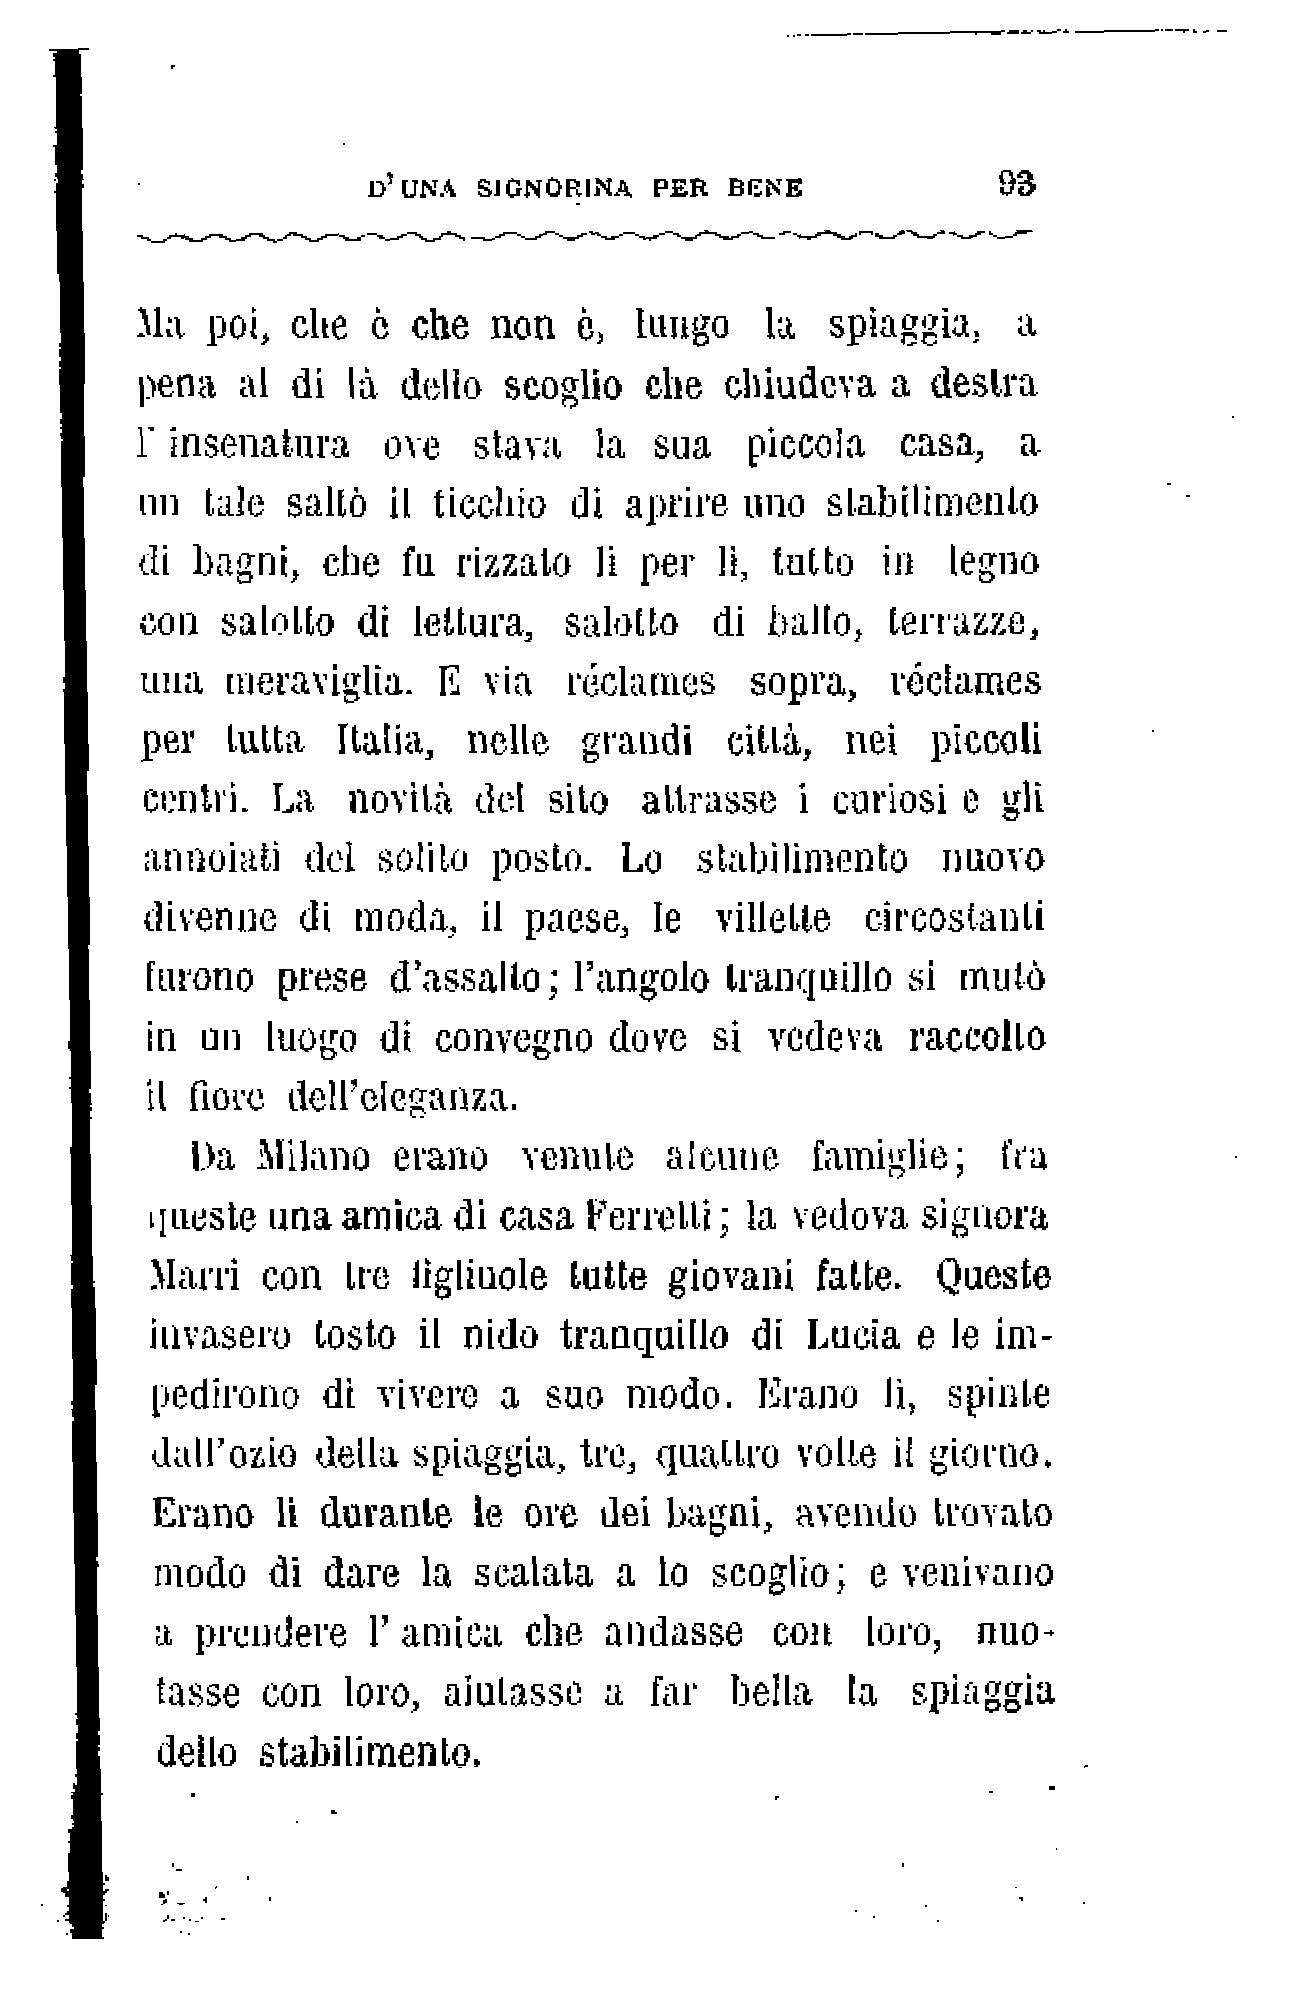 D'UNA SIGNORINA PER BENE 93
Ma poi, che è che non è, lungo la spiaggia, a
pena al di là dello scoglio che chiudeva a destra
l'insenatura ove stava la sua piccola casa, a
un tale saltò il ticchio di aprire uno stabilimento
di bagni, che fu rizzato lì per lì, tutto in legno
con salotto di lettura, salotto di ballo, terrazze,
una meraviglia. E via réclames sopra, réclames
per tutta Italia, nelle grandi città, nei piccoli
centri. La novità del sito attrasse i curiosi e gli
annoiati del solito posto. Lo stabilimento nuovo
divenne di moda, il paese, le villette circostanti
furono prese d'assalto; l'angolo tranquillo si mutò
in un luogo di convegno dove si vedeva raccolto
il fiore dell'eleganza.
Da Milano erano venute alcune famiglie; fra
queste una amica di casa Ferretti; la vedova signora
Marri con tre figliuole tutte giovani fatte. Queste
invasero tosto il nido tranquillo di Lucia e le im-
pedirono di vivere a suo modo. Erano lì, spinte
dall'ozio della spiaggia, tre, quattro volte il giorno.
Erano lì durante le ore dei bagni, avendo trovato
modo di dare la scalata a lo scoglio; e venivano
a prendere l'amica che andasse con loro, nuo-
tasse con loro, aiutasse a far bella la spiaggia
dello stabilimento.